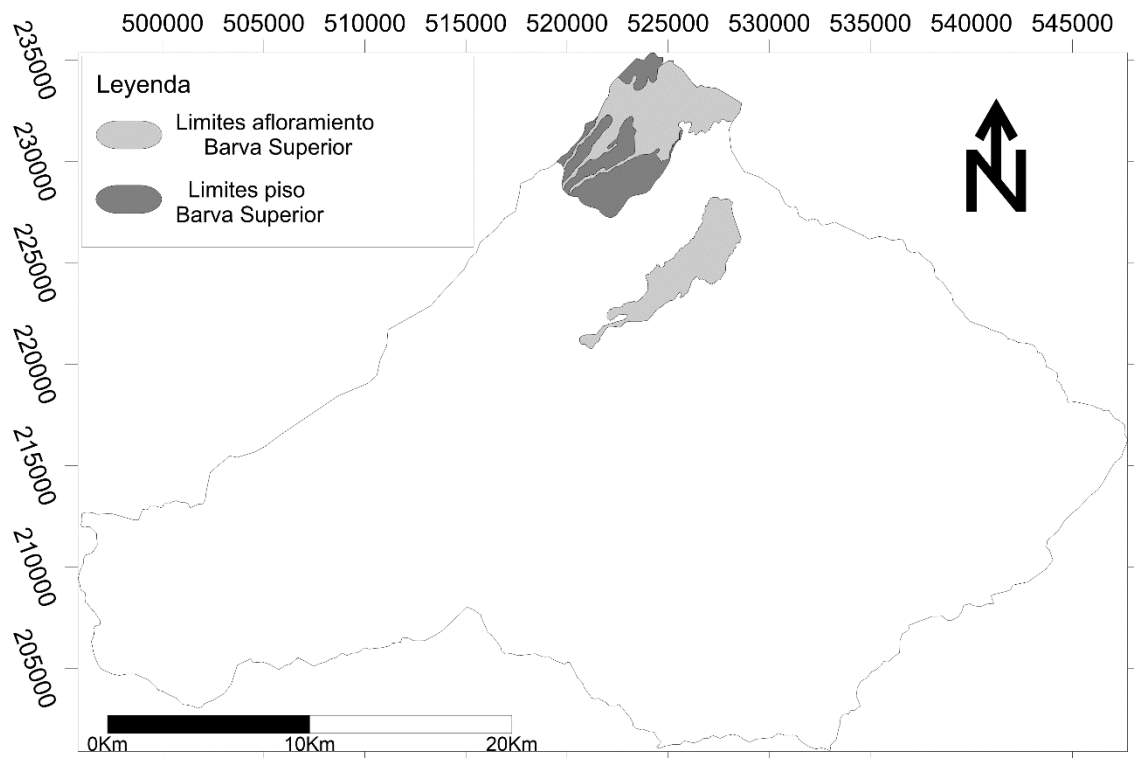 500000 505000 510000 515000 520000 525000 530000 535000 540000 545000
235000
230000
225000
220000
215000
210000
205000
Leyenda
Limites afloramiento
Barva Superior
Limites piso
Barva Superior
N
0Km 10Km 20Km